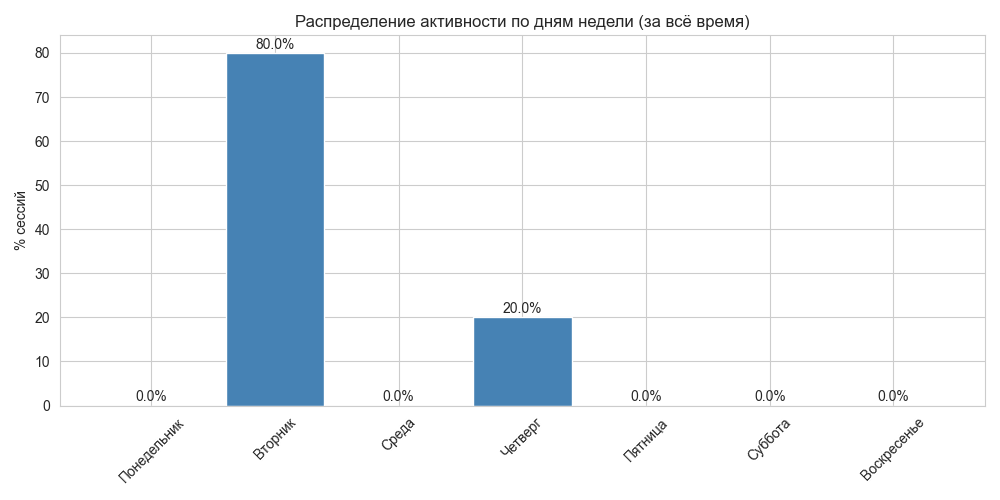 Распределение активности по дням недели (за всё время)
% сессий
80
70
60
50
40
30
20
10
0
0.0%
80.0%
0.0%
20.0%
0.0%
0.0%
0.0%
Понедельник
Вторник
Среда
Четверг
Пятница
Суббота
Воскресенье